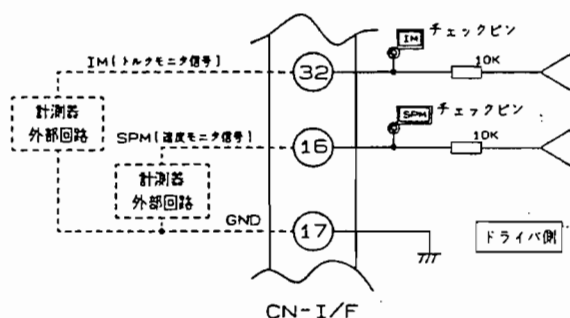 IM チェックピン
IM(トルクモニタ信号)
32
10K
計測器
外部回路
SPM チェックピン
SPM(速度モニタ信号)
16
10K
計測器
外部回路
GND
17
ドライバ側
CN-I/F